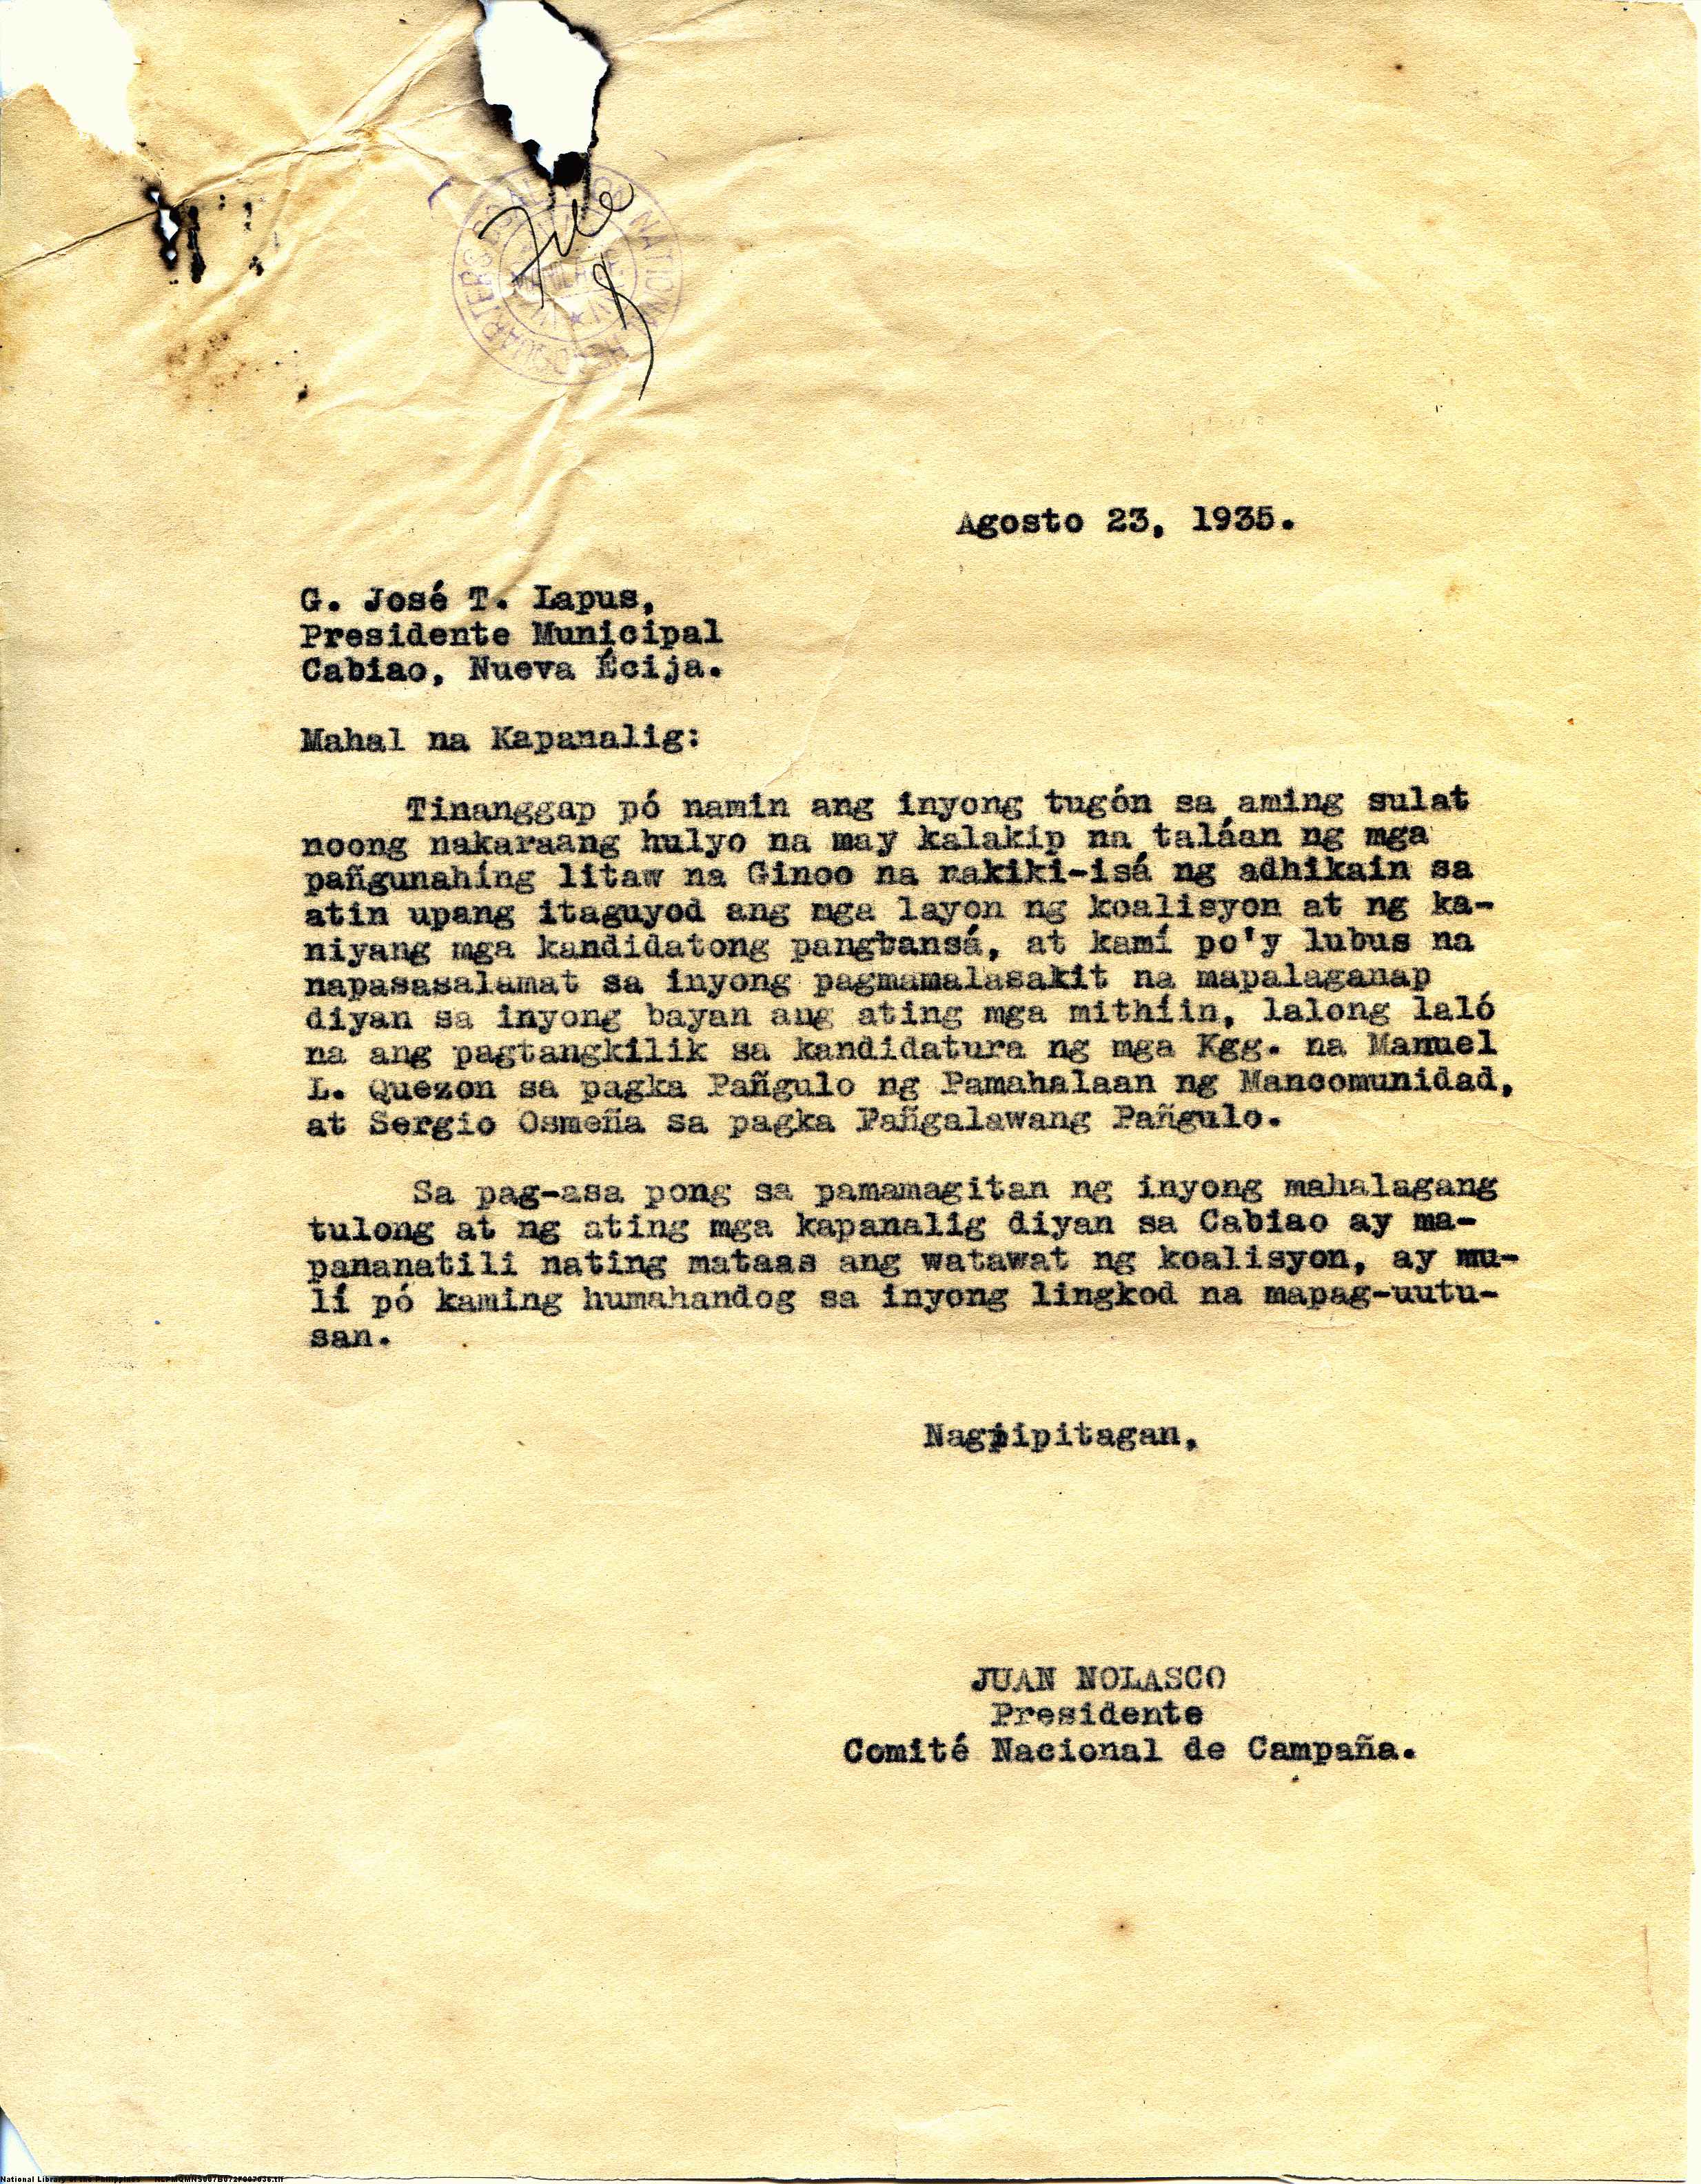 File
Agosto 23, 1935.
G. José T. Lapus,
Presidente Municipal
Cabiao, Nueva Écija.
Mahal na Kapanalig:
Tinanggap pó namin ang inyong tugón sa aming sulat
noong nakaraang hulyo na may kalakip na taláan ng mga
pañgunahing litaw na Ginoo na nakiki-isá ng adhikain sa
atin upang itaguyod ang mga layon ng koalisyon at ng ka-
niyang mga kandidatong pangbansá, at kamí po'y lubus na
napasasalamat sa inyong pagmamalasakit na mapalaganap
diyan sa inyong bayan ang ating mga mithíin, lalong laló
na ang pagtangkilik sa kandidatura ng mga Kgg. na Manuel
L. Quezon sa pagka Pañgulo ng Pamahalaan ng Mancomunidad,
at Sergio Osmeña sa pagka Pañgalawang Pañgulo.
Sa pag-asa pong sa pamamagitan ng inyong mahalagang
tulong at ng ating mga kapanalig diyan sa Cabiao ay ma-
pananatili nating mataas ang watawat ng koalisyon, ay mu-
lí pó kaming humahandog sa inyong lingkod na mapag-uutu-
san.
Nagpipitagan,
JUAN NOLASCO
Presidente
Comité Nacional de Campaña.
National Library of the Philippines